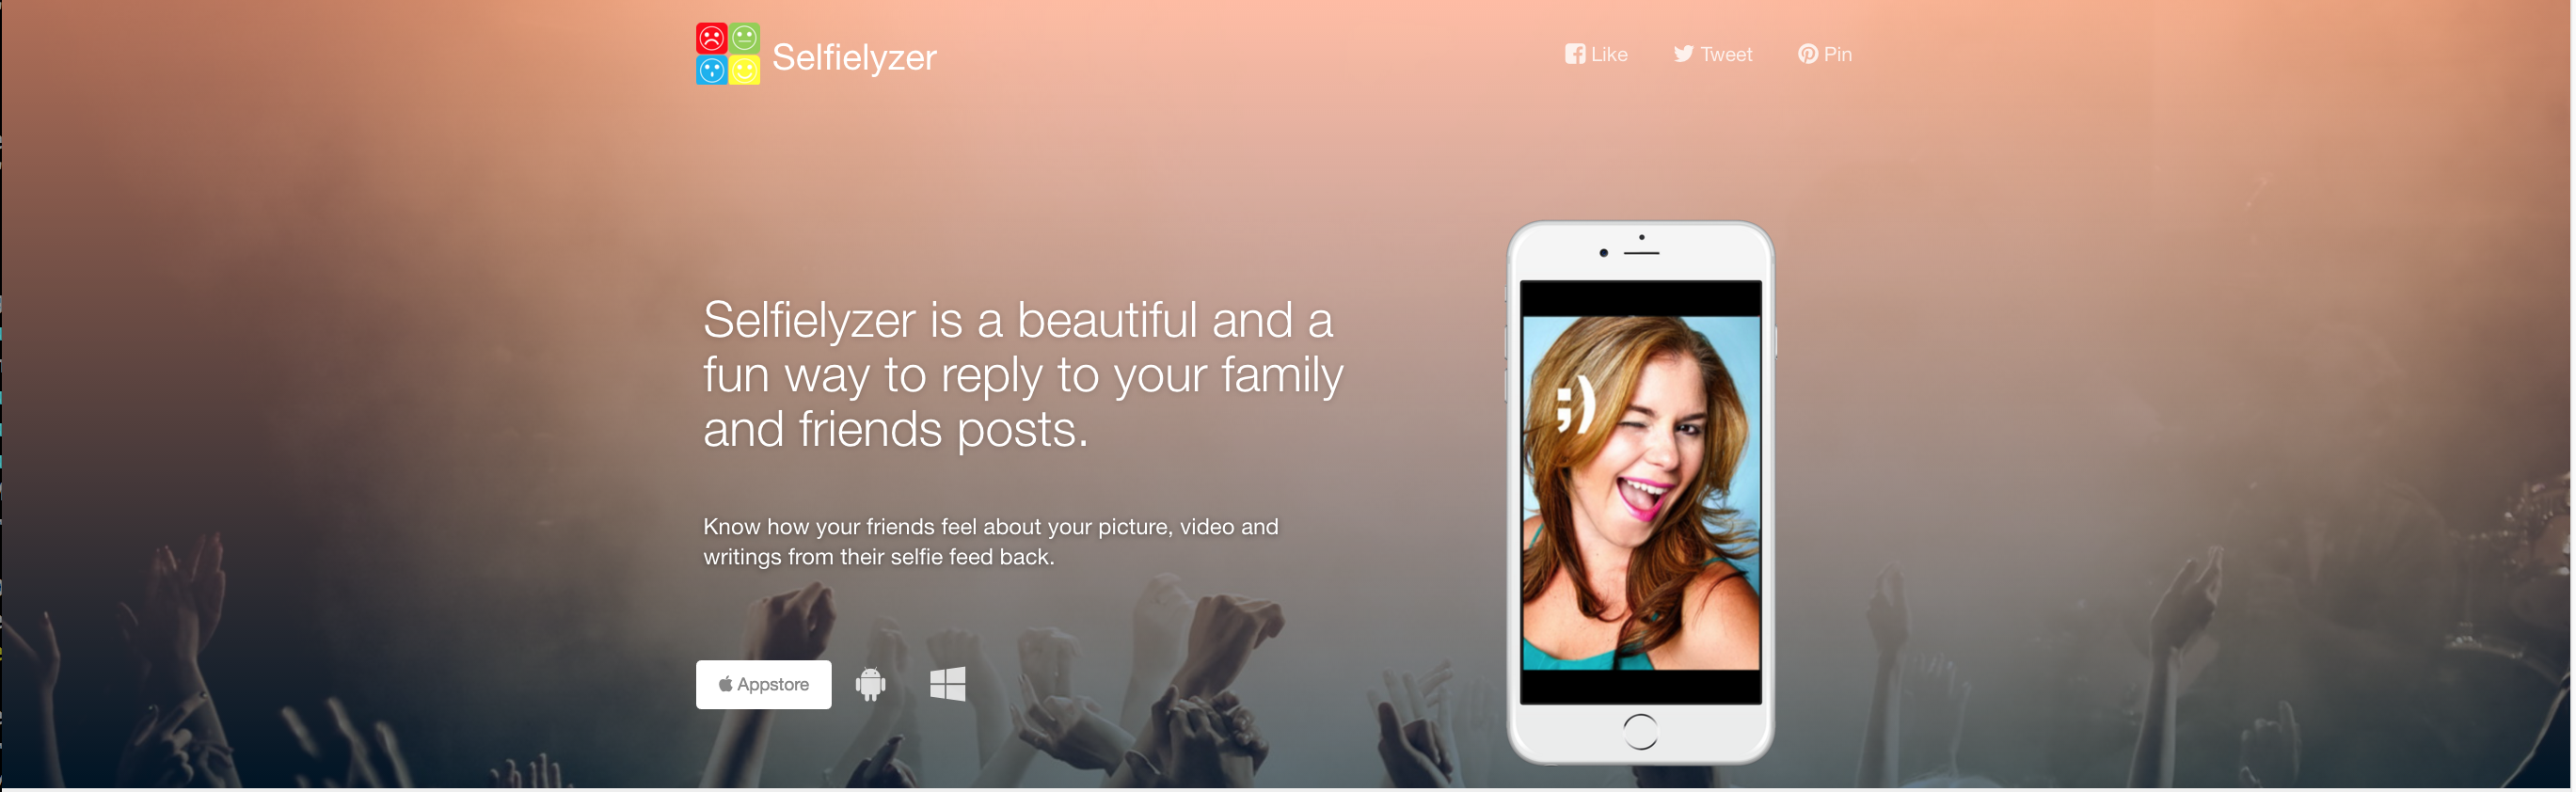 Selfielyzer
Like Tweet Pin
Selfielyzer is a beautiful and a
fun way to reply to your family
and friends posts.
;)
Know how your friends feel about your picture, video and
writings from their selfie feed back.
Appstore